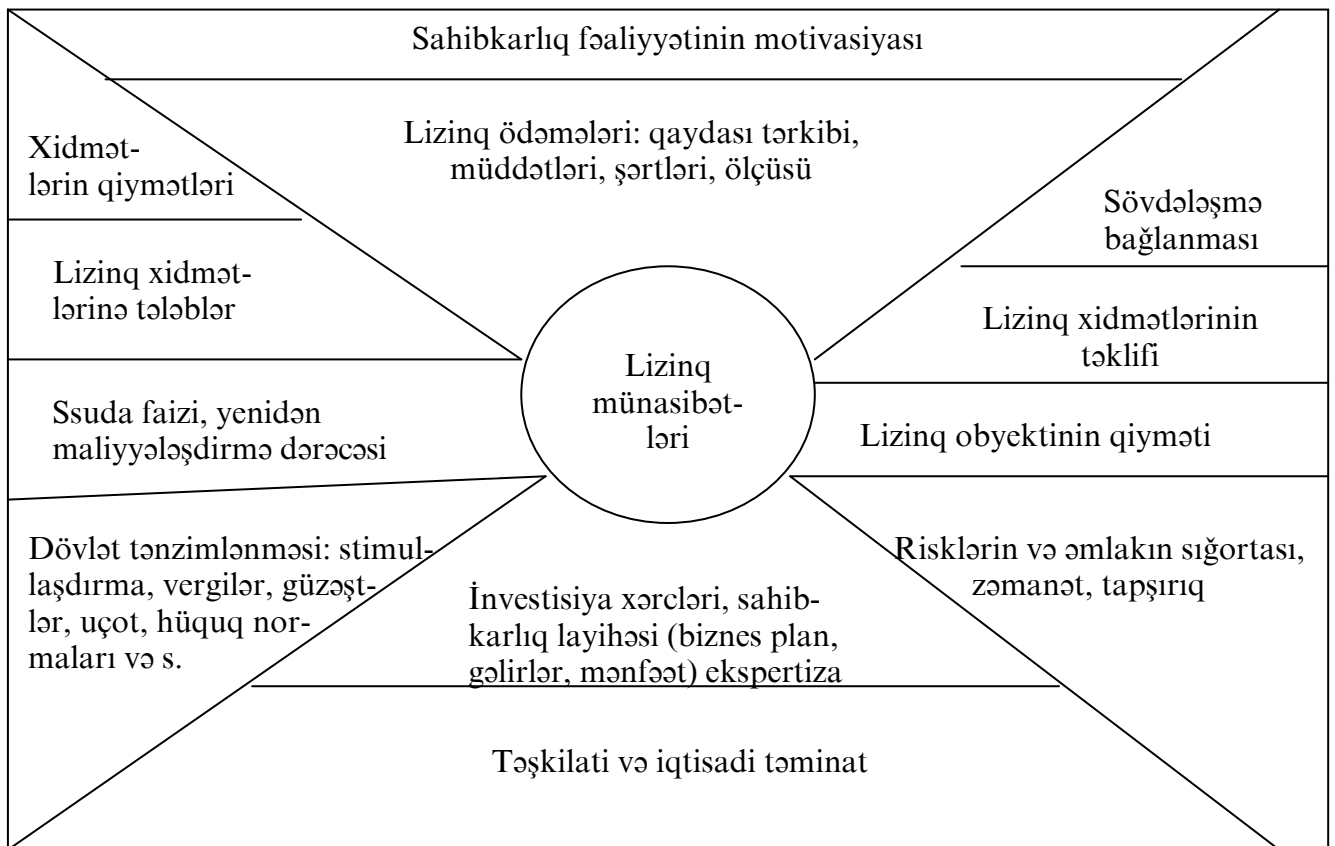 Sahibkarlıq fəaliyyətinin motivasiyası
Lizinq ödəmələri: qaydası tərkibi,
müddətləri, şərtləri, ölçüsü
Xidmət-
lərin qiymətləri
Lizinq xidmət-
lərinə tələblər
Ssuda faizi, yenidən
maliyyələşdirmə dərəcəsi
Dövlət tənzimlənməsi: stimul-
laşdırma, vergilər, güzəşt-
lər, uçot, hüquq nor-
maları və s.
Lizinq
münasibət-
ləri
Sövdələşmə
bağlanması
Lizinq xidmətlərinin
təklifi
Lizinq obyektinin qiyməti
Risklərin və əmlakın sığortası,
zəmanət, tapşırıq
İnvestisiya xərcləri, sahib-
karlıq layihəsi (biznes plan,
gəlirlər, mənfəət) ekspertiza
Təşkilati və iqtisadi təminat